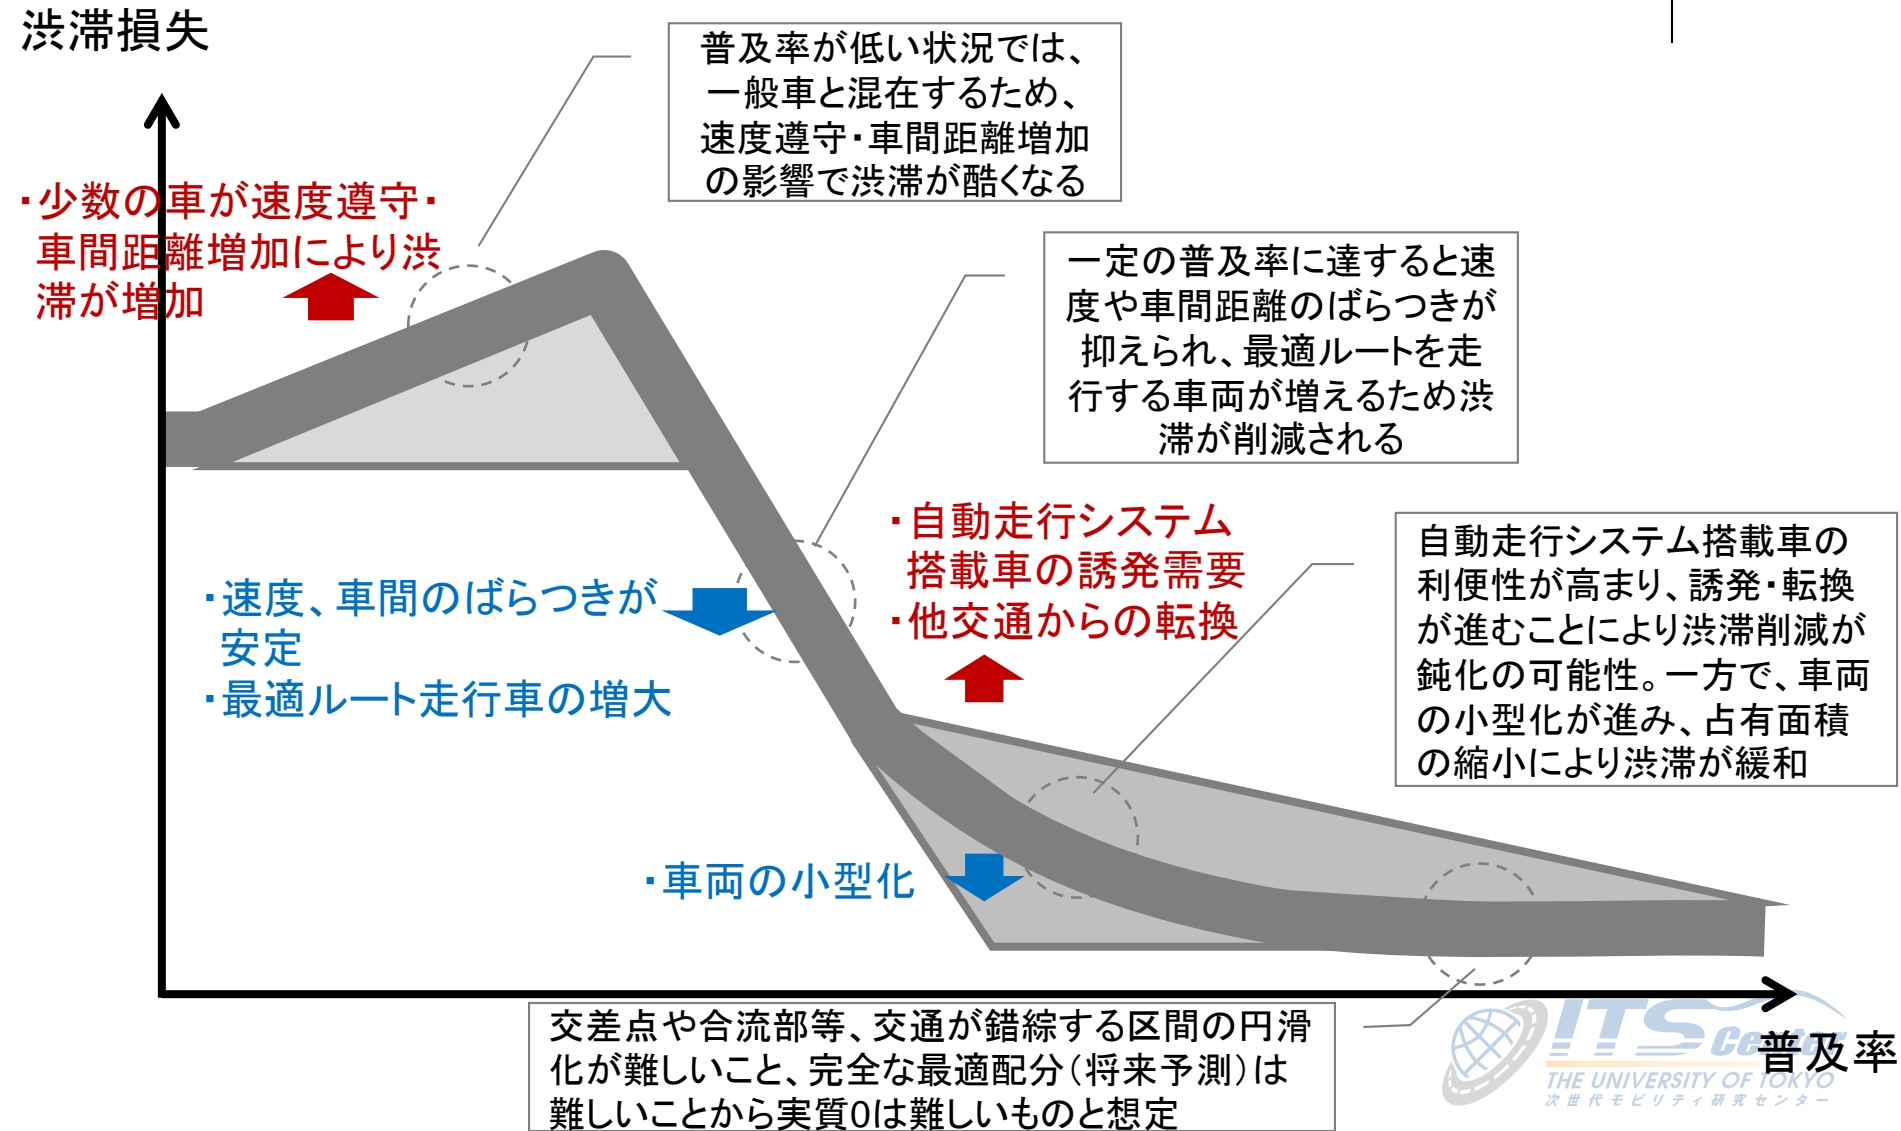 渋滞損失
普及率が低い状況では、
一般車と混在するため、
速度遵守・車間距離増加
の影響で渋滞が酷くなる
・少数の車が速度遵守・
車間距離増加により渋
滞が増加
一定の普及率に達すると速
度や車間距離のばらつきが
抑えられ、最適ルートを走
行する車両が増えるため渋
滞が削減される
・自動走行システム
搭載車の誘発需要
・他交通からの転換
自動走行システム搭載車の
利便性が高まり、誘発・転換
が進むことにより渋滞削減が
鈍化の可能性。一方で、車両
の小型化が進み、占有面積
の縮小により渋滞が緩和
・速度、車間のばらつきが
安定
・最適ルート走行車の増大
・車両の小型化
交差点や合流部等、交通が錯綜する区間の円滑
化が難しいこと、完全な最適配分（将来予測）は
難しいことから実質0は難しいものと想定
普及率
ITS Center
THE UNIVERSITY OF TOKYO
次世代モビリティ研究センター